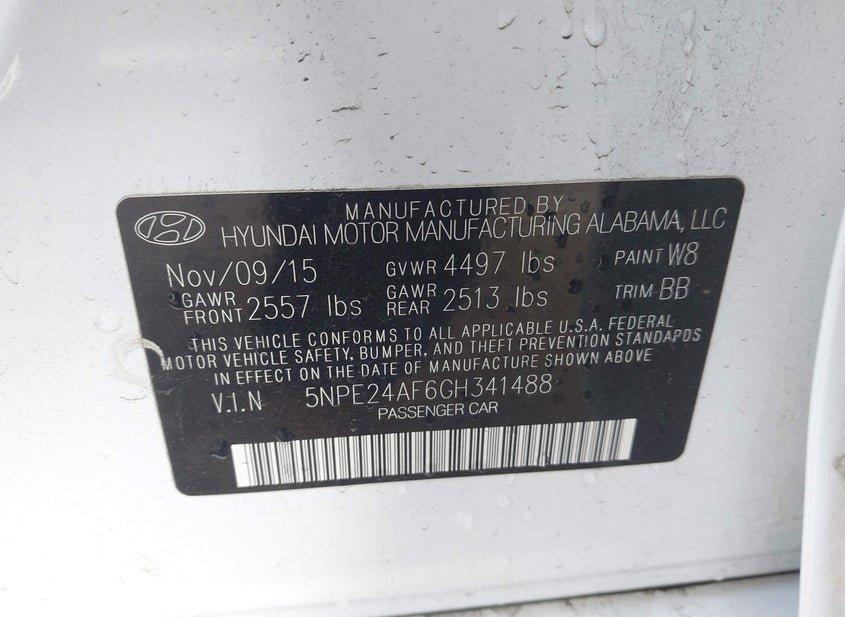 MANUFACTURED BY
HYUNDAI MOTOR MANUFACTURING ALABAMA, LLC
Nov/09/15 GVWR 4497 lbs PAINT W8
GAWR FRONT 2557 lbs GAWR REAR 2513 lbs TRIM BB
THIS VEHICLE CONFORMS TO ALL APPLICABLE U.S.A. FEDERAL
MOTOR VEHICLE SAFETY, BUMPER, AND THEFT PREVENTION STANDARDS
IN EFFECT ON THE DATE OF MANUFACTURE SHOWN ABOVE
V.I.N 5NPE24AF6GH341488
PASSENGER CAR